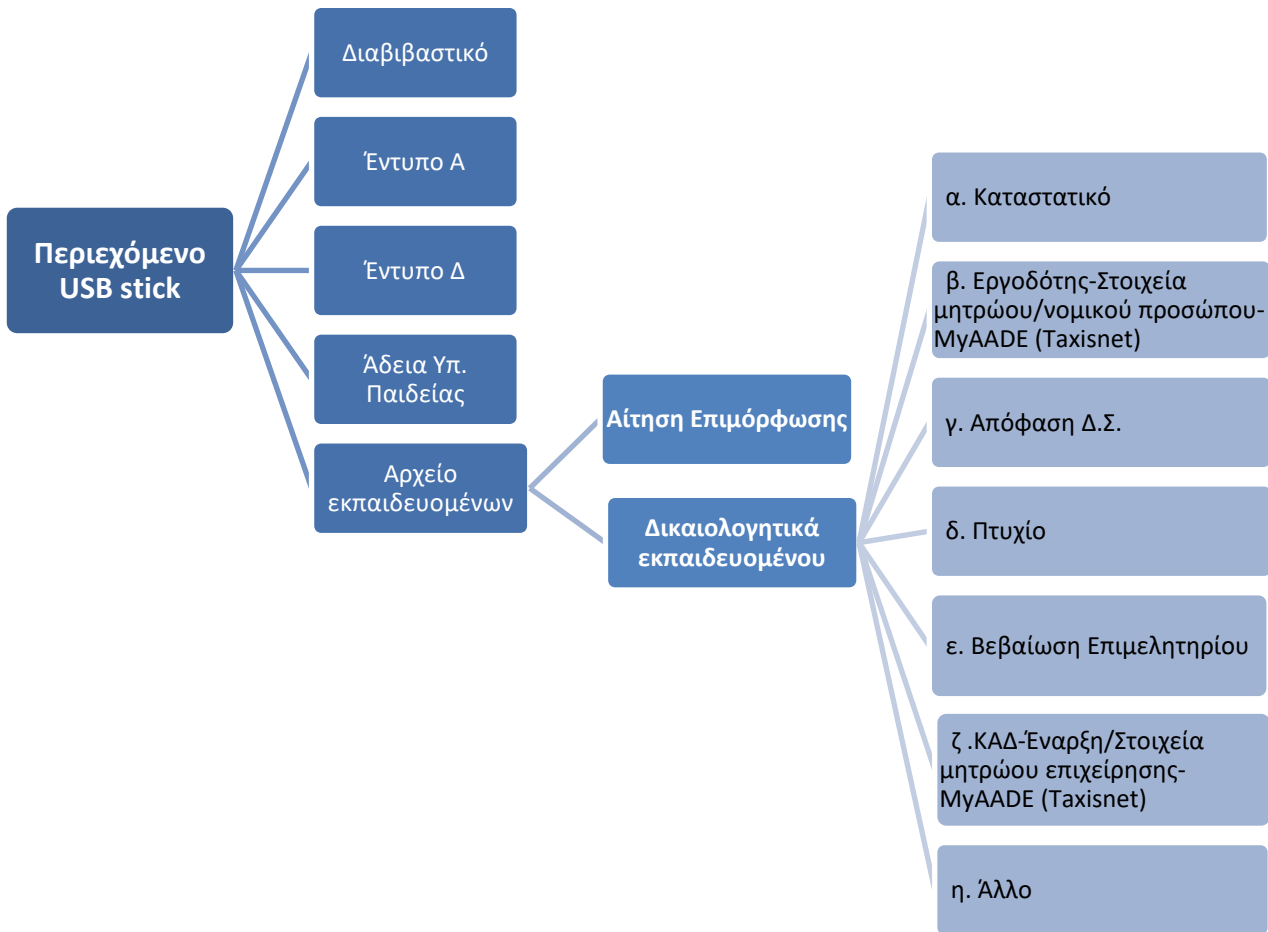 Περιεχόμενο
USB stick
Διαβιβαστικό
Έντυπο Α
Έντυπο Δ
Άδεια Υπ.
Παιδείας
Αρχείο
εκπαιδευομένων
Αίτηση Επιμόρφωσης
Δικαιολογητικά
εκπαιδευομένου
α. Καταστατικό
β. Εργοδότης-Στοιχεία
μητρώου/νομικού προσώπου-
MyAADE (Taxisnet)
γ. Απόφαση Δ.Σ.
δ. Πτυχίο
ε. Βεβαίωση Επιμελητηρίου
ζ .ΚΑΔ-Έναρξη/Στοιχεία
μητρώου επιχείρησης-
MyAADE (Taxisnet)
η. Άλλο